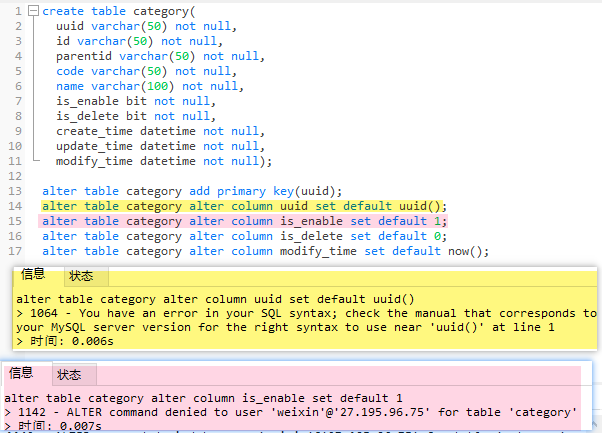 1 create table category(
2 uuid varchar(50) not null,
3 id varchar(50) not null,
4 parentid varchar(50) not null,
5 code varchar(50) not null,
6 name varchar(100) not null,
7 is_enable bit not null,
8 is_delete bit not null,
9 create_time datetime not null,
10 update_time datetime not null,
11 modify_time datetime not null);
12
13 alter table category add primary key(uuid);
14 alter table category alter column uuid set default uuid();
15 alter table category alter column is_enable set default 1;
16 alter table category alter column is_delete set default 0;
17 alter table category alter column modify_time set default now();
信息 状态
alter table category alter column uuid set default uuid()
> 1064 - You have an error in your SQL syntax; check the manual that corresponds to
your MySQL server version for the right syntax to use near 'uuid()' at line 1
> 时间: 0.006s
信息 状态
alter table category alter column is_enable set default 1
> 1142 - ALTER command denied to user 'weixin'@'27.195.96.75' for table 'category'
> 时间: 0.007s